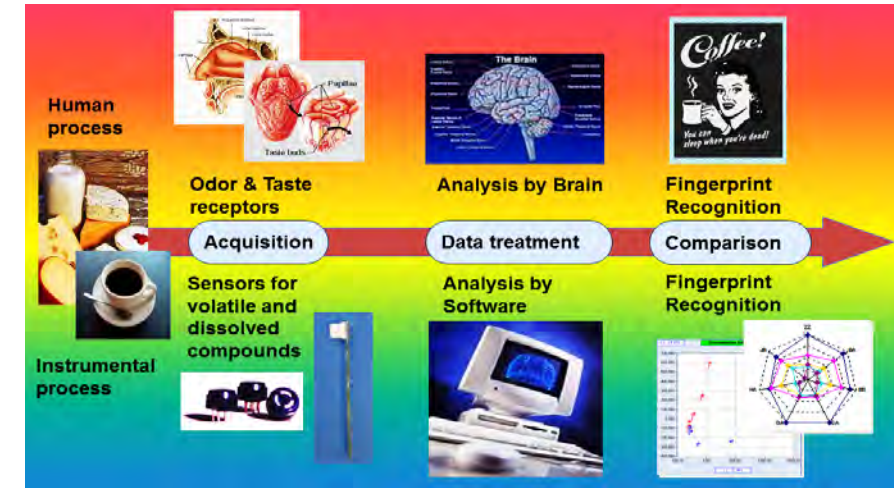 Human
process
Papillae
Taste buds
The Brain
Coffee!
You can
sleep when you're dead!
Odor & Taste
receptors
Analysis by Brain
Fingerprint
Recognition
Acquisition
Data treatment
Comparison
Sensors for
volatile and
dissolved
compounds
Analysis by
Software
Fingerprint
Recognition
Instrumental
process